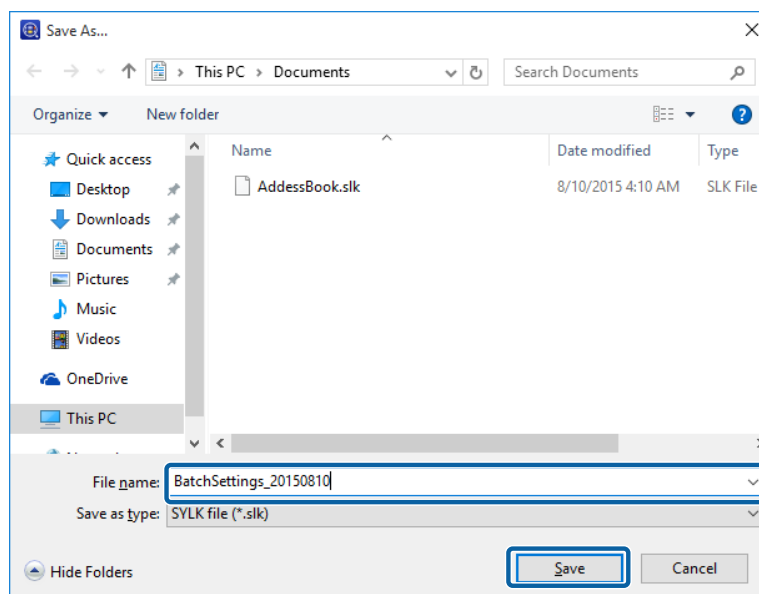 Save As...
This PC > Documents
Search Documents
Organize
New folder
?
Name
Date modified
Type
Quick access
Desktop
Downloads
Documents
Pictures
Music
Videos
OneDrive
This PC
AddessBook.slk
8/10/2015 4:10 AM
SLK File
File name:
BatchSettings_20150810
Save as type:
SYLK file (*.slk)
Hide Folders
Save
Cancel